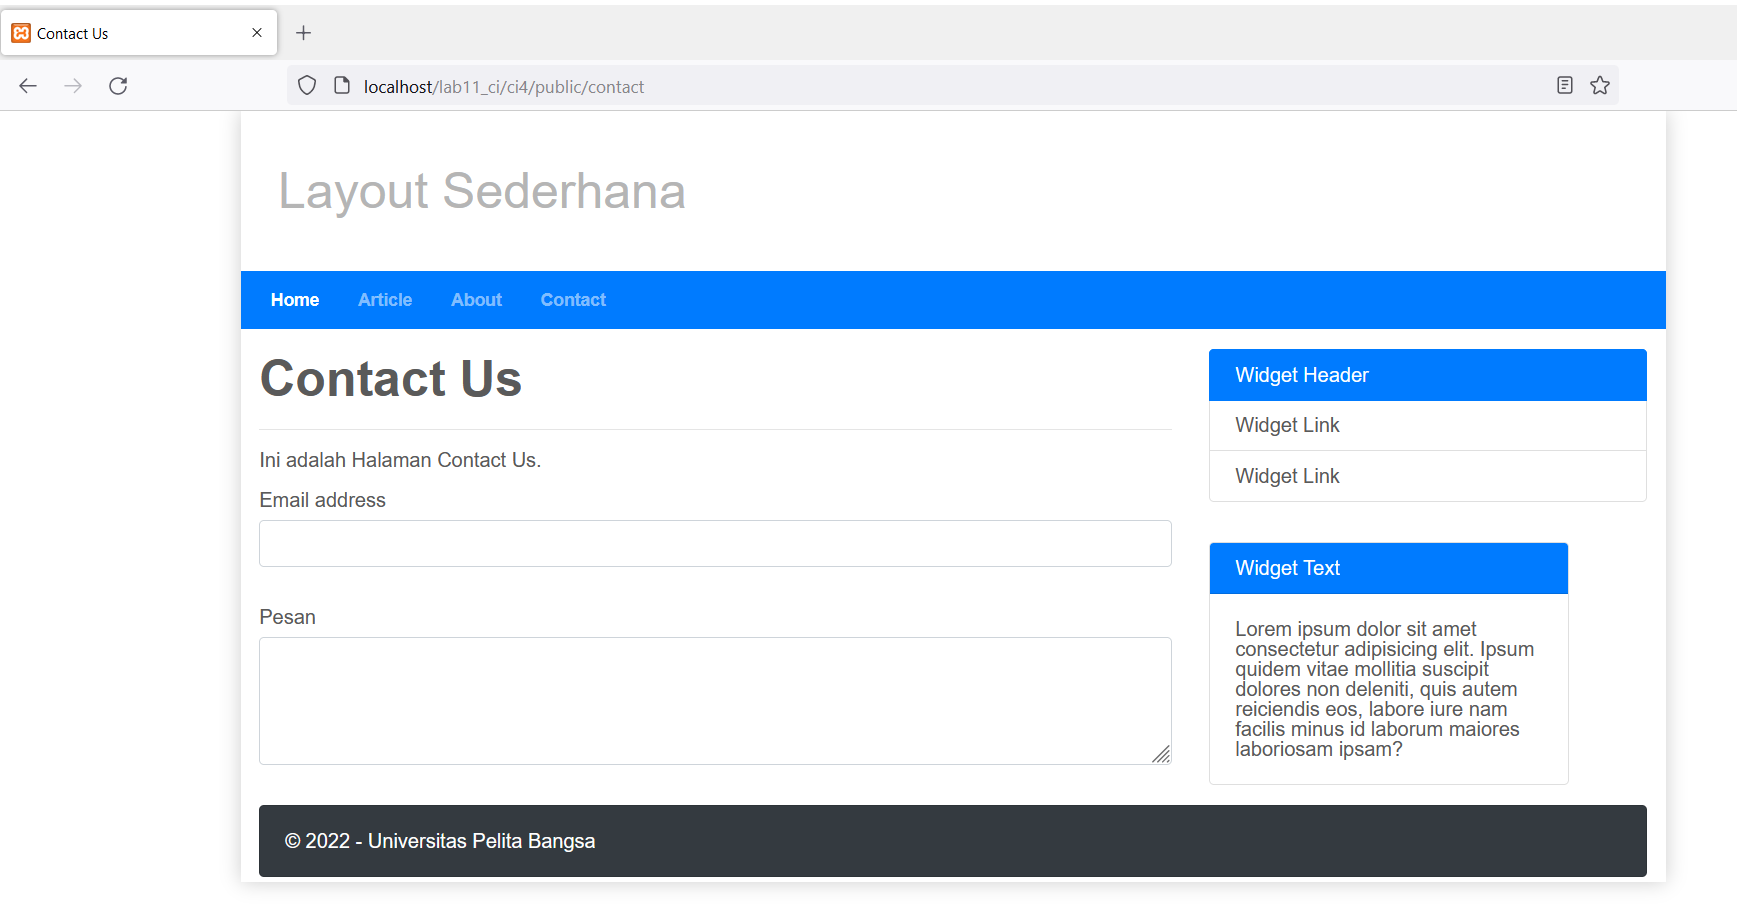 Contact Us
localhost/lab11_ci/ci4/public/contact
Layout Sederhana
Home Article About Contact
Contact Us
Ini adalah Halaman Contact Us.
Email address
Pesan
Widget Header
Widget Link
Widget Link
Widget Text
Lorem ipsum dolor sit amet
consectetur adipisicing elit. Ipsum
quidem vitae mollitia suscipit
dolores non deleniti, quis autem
reiciendis eos, labore iure nam
facilis minus id laborum maiores
laboriosam ipsam?
© 2022 - Universitas Pelita Bangsa